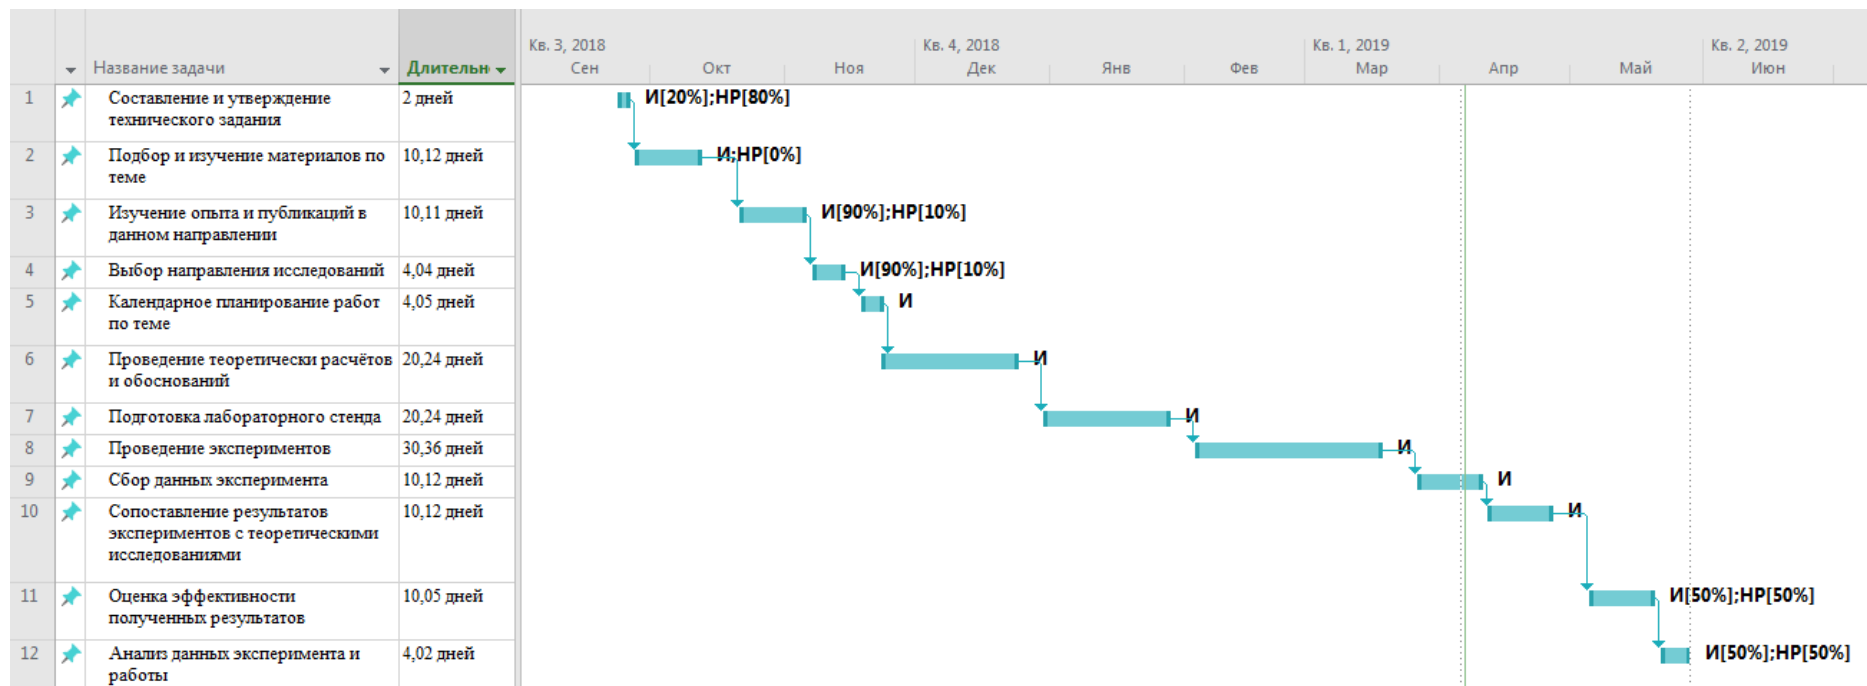 Кв. 3, 2018 Кв. 4, 2018 Кв. 1, 2019 Кв. 2, 2019
Название задачи Длительн Сен Окт Ноя Дек Янв Фев Мар Апр Май Июн
1 Составление и утверждение 2 дней И[20%];НР[80%]
технического задания
2 Подбор и изучение материалов по 10,12 дней И;НР[0%]
теме
3 Изучение опыта и публикаций в 10,11 дней И[90%];НР[10%]
данном направлении
4 Выбор направления исследований 4,04 дней И[90%];НР[10%]
5 Календарное планирование работ 4,05 дней И
по теме
6 Проведение теоретически расчётов 20,24 дней И
и обоснований
7 Подготовка лабораторного стенда 20,24 дней И
8 Проведение экспериментов 30,36 дней И
9 Сбор данных эксперимента 10,12 дней И
10 Сопоставление результатов 10,12 дней И
экспериментов с теоретическими
исследованиями
11 Оценка эффективности 10,05 дней И[50%];НР[50%]
полученных результатов
12 Анализ данных эксперимента и 4,02 дней И[50%];НР[50%]
работы